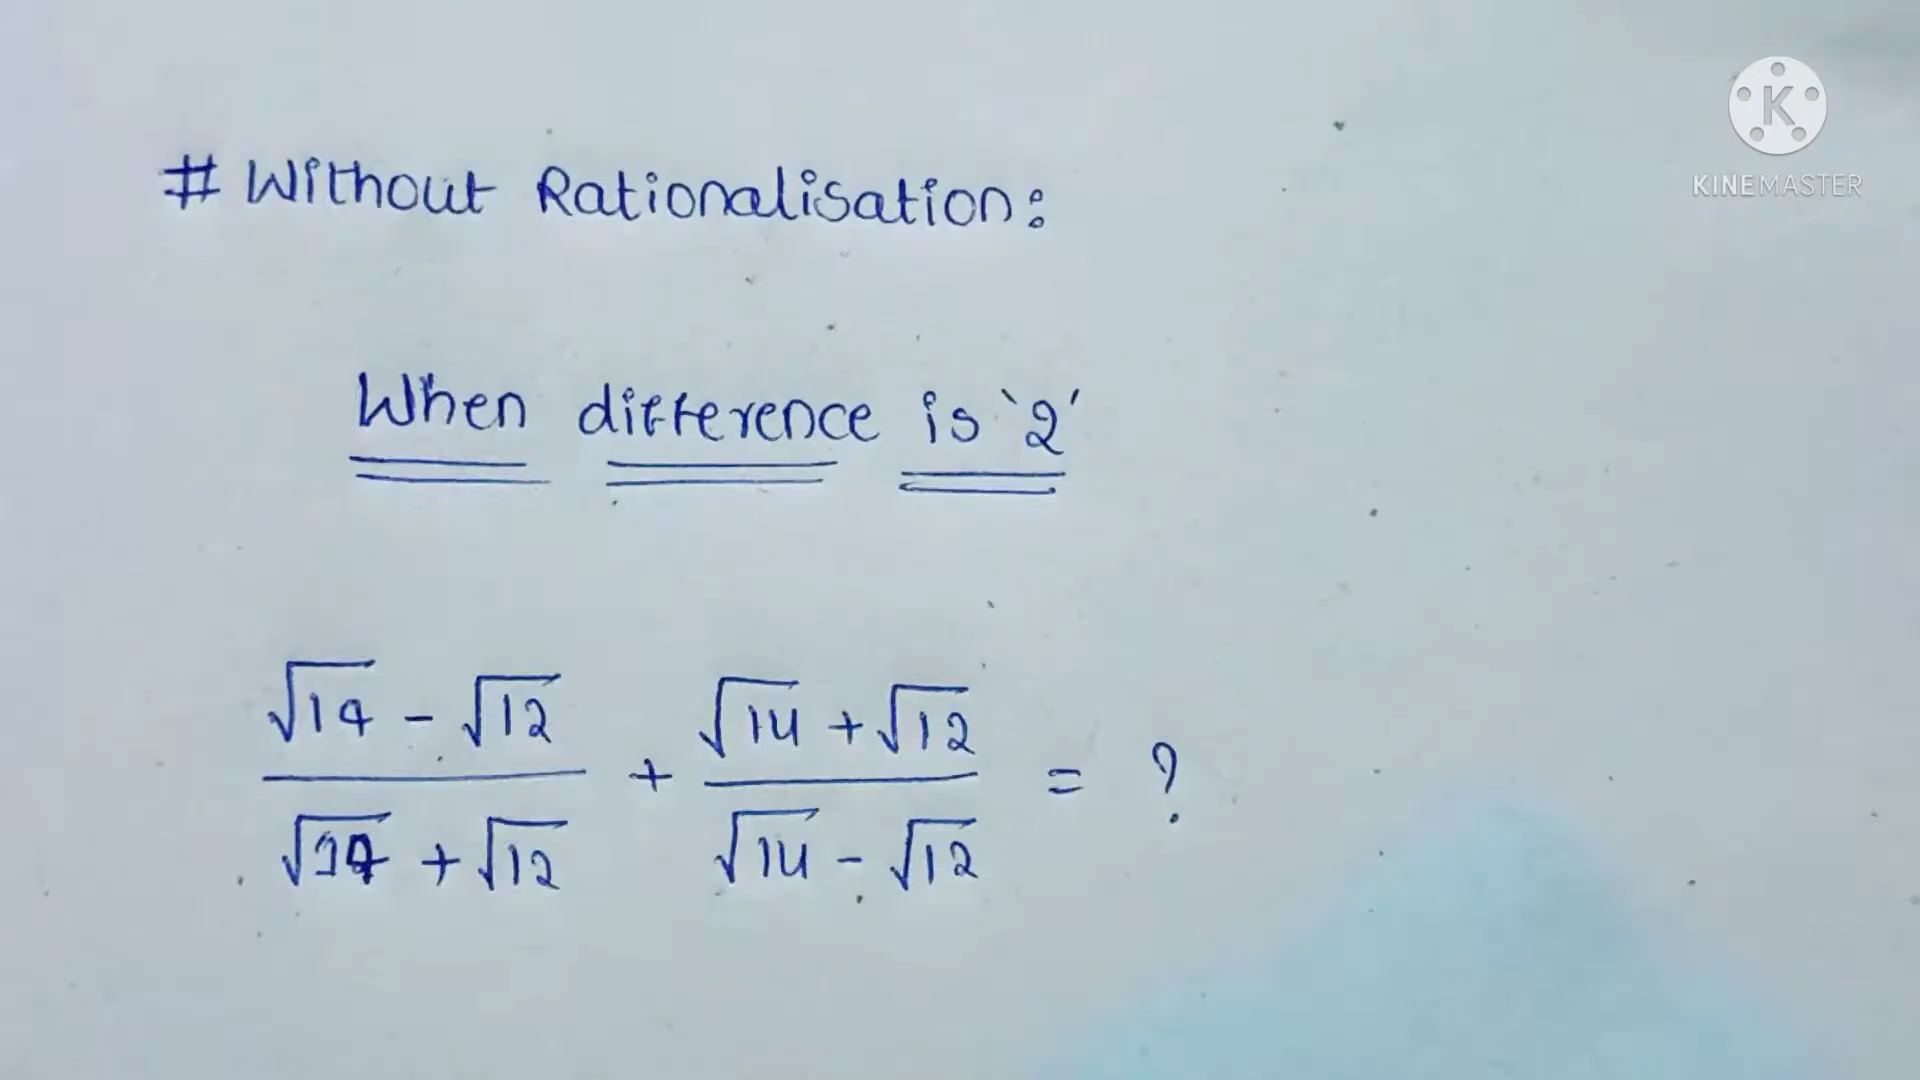 KINEMASTER
# Without Rationalisation:
When difference is '2'
√14 - √12 / √14 + √12 + √14 + √12 / √14 - √12 = ?